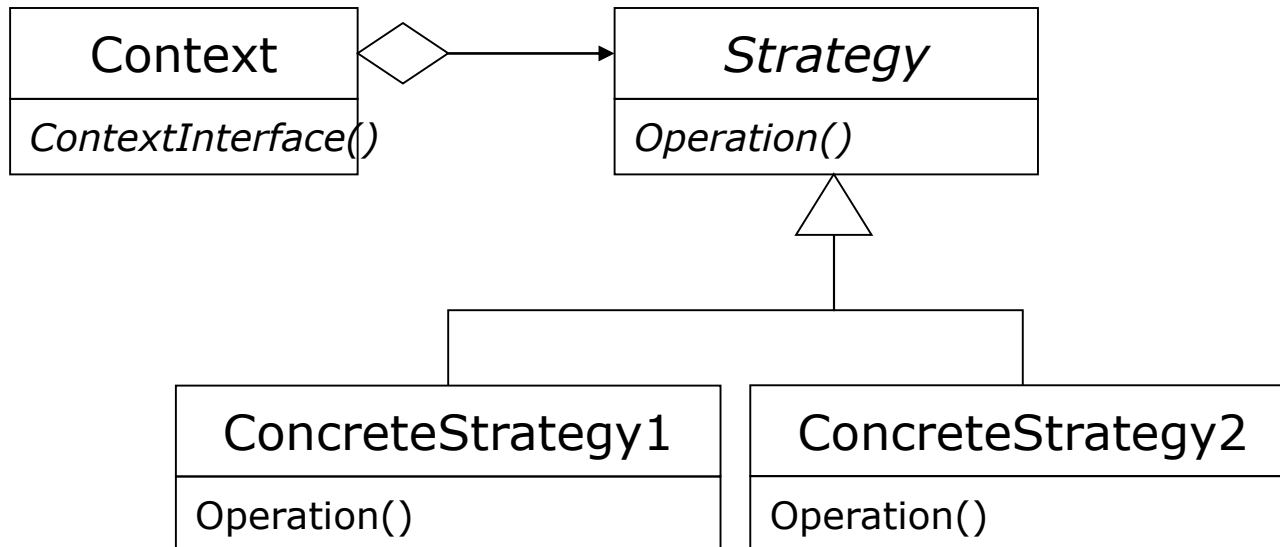 Context
ContextInterface()
Strategy
Operation()
ConcreteStrategy1
Operation()
ConcreteStrategy2
Operation()